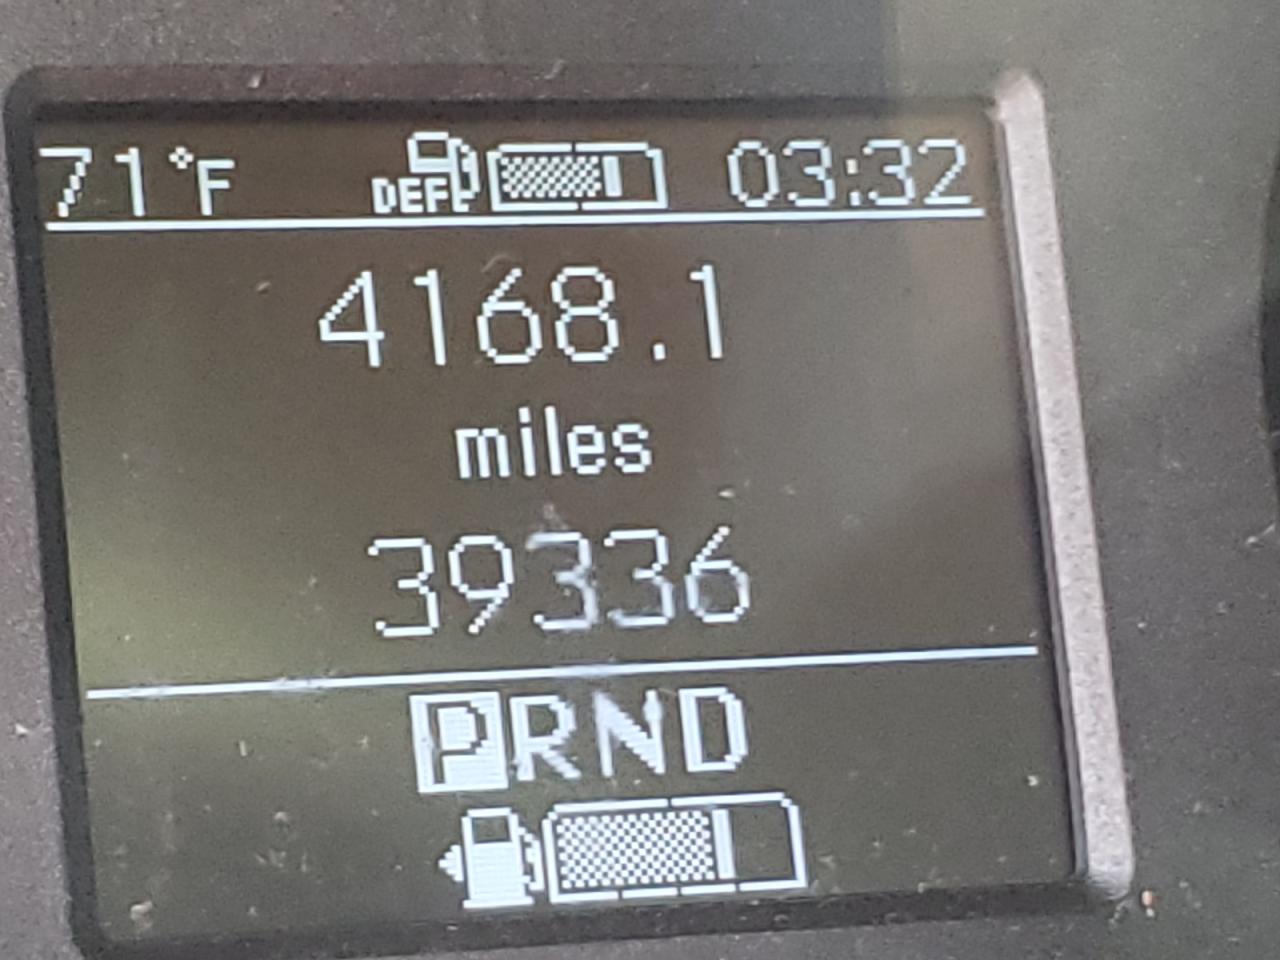 71°F DEF 03:32
4168.1
miles
39336
PRND